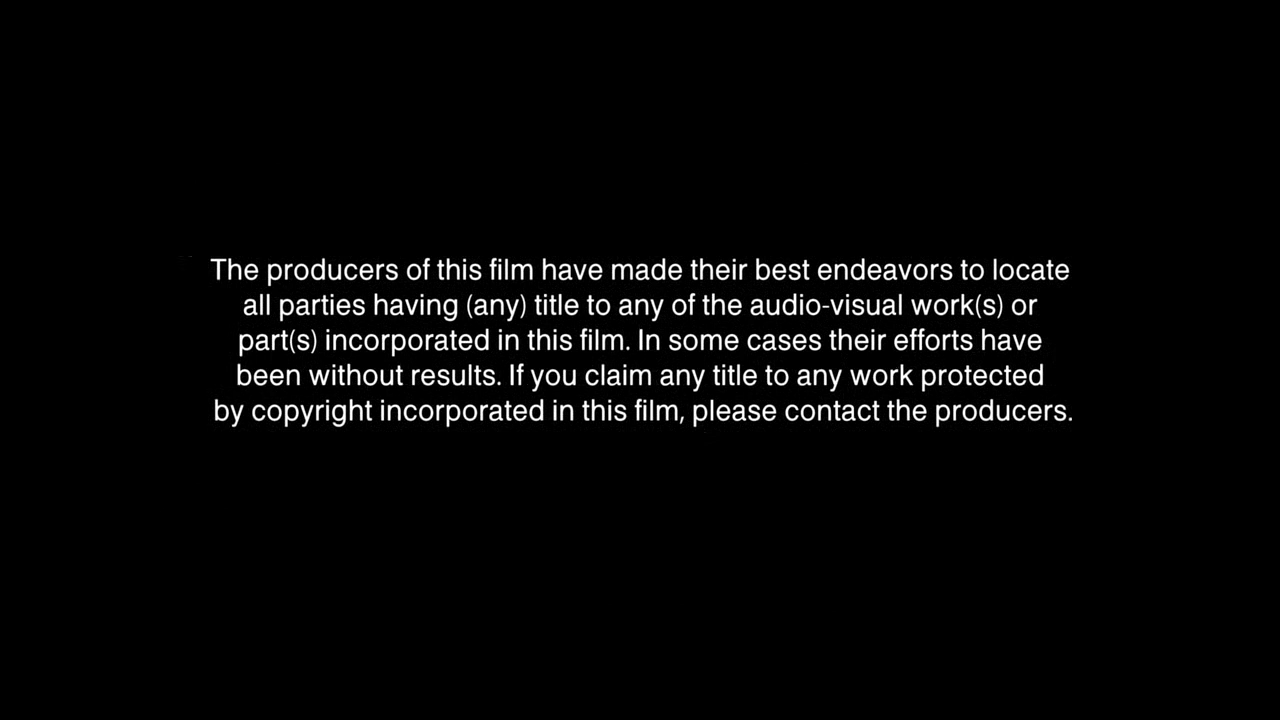 The producers of this film have made their best endeavors to locate
all parties having (any) title to any of the audio-visual work(s) or
part(s) incorporated in this film. In some cases their efforts have
been without results. If you claim any title to any work protected
by copyright incorporated in this film, please contact the producers.